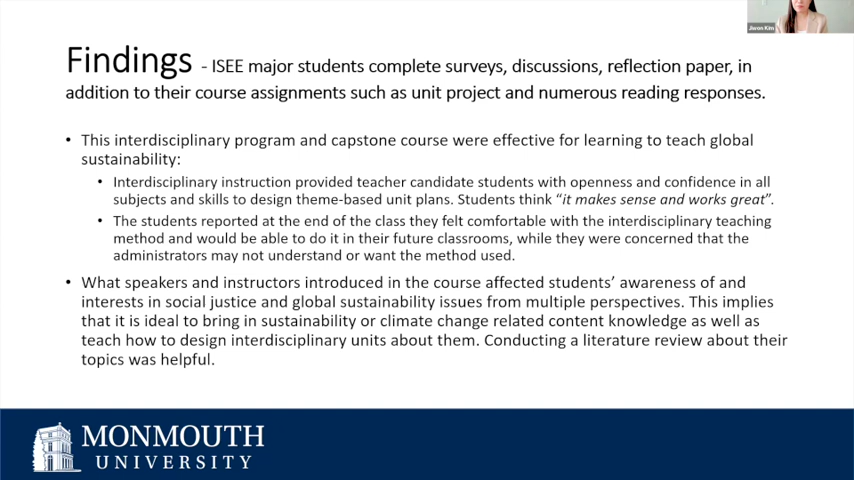 Jiwon Kim
Findings - ISEE major students complete surveys, discussions, reflection paper, in
addition to their course assignments such as unit project and numerous reading responses.
• This interdisciplinary program and capstone course were effective for learning to teach global
sustainability:
• Interdisciplinary instruction provided teacher candidate students with openness and confidence in all
subjects and skills to design theme-based unit plans. Students think “it makes sense and works great”.
• The students reported at the end of the class they felt comfortable with the interdisciplinary teaching
method and would be able to do it in their future classrooms, while they were concerned that the
administrators may not understand or want the method used.
• What speakers and instructors introduced in the course affected students’ awareness of and
interests in social justice and global sustainability issues from multiple perspectives. This implies
that it is ideal to bring in sustainability or climate change related content knowledge as well as
teach how to design interdisciplinary units about them. Conducting a literature review about their
topics was helpful.
MONMOUTH
UNIVERSITY